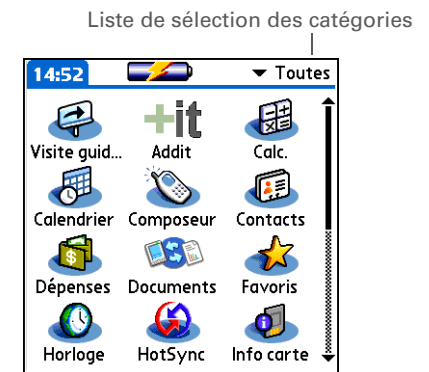 Liste de sélection des catégories
14:52 Toutes
Visite guid... Addit Calc.
Calendrier Composeur Contacts
Dépenses Documents Favoris
Horloge HotSync Info carte